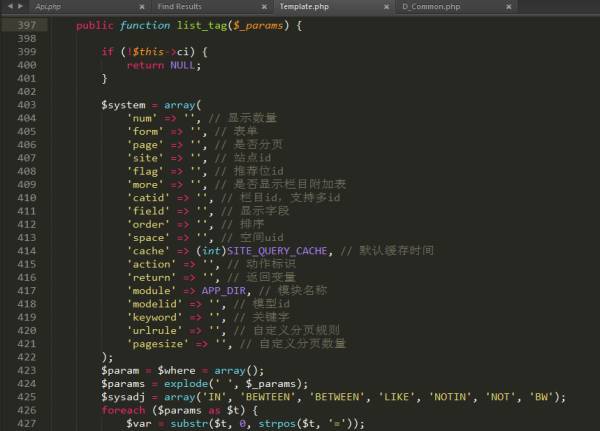 Api.php × Find Results × Template.php × D_Common.php ×
397 public function list_tag($_params) {
398
399 if (!$this->ci) {
400 return NULL;
401 }
402
403 $system = array(
404 'num' => '', // 显示数量
405 'form' => '', // 表单
406 'page' => '', // 是否分页
407 'site' => '', // 站点id
408 'flag' => '', // 推荐位id
409 'more' => '', // 是否显示栏目附加表
410 'catid' => '', // 栏目id，支持多id
411 'field' => '', // 显示字段
412 'order' => '', // 排序
413 'space' => '', // 空间uid
414 'cache' => (int)SITE_QUERY_CACHE, // 默认缓存时间
415 'action' => '', // 动作标识
416 'return' => '', // 返回变量
417 'module' => APP_DIR, // 模块名称
418 'modelid' => '', // 模型id
419 'keyword' => '', // 关键字
420 'urlrule' => '', // 自定义分页规则
421 'pagesize' => '', // 自定义分页数量
422 );
423 $param = $where = array();
424 $params = explode(' ', $_params);
425 $sysadj = array('IN', 'BEWTEEN', 'BETWEEN', 'LIKE', 'NOTIN', 'NOT', 'BW');
426 foreach ($params as $t) {
427 $var = substr($t, 0, strpos($t, '='));